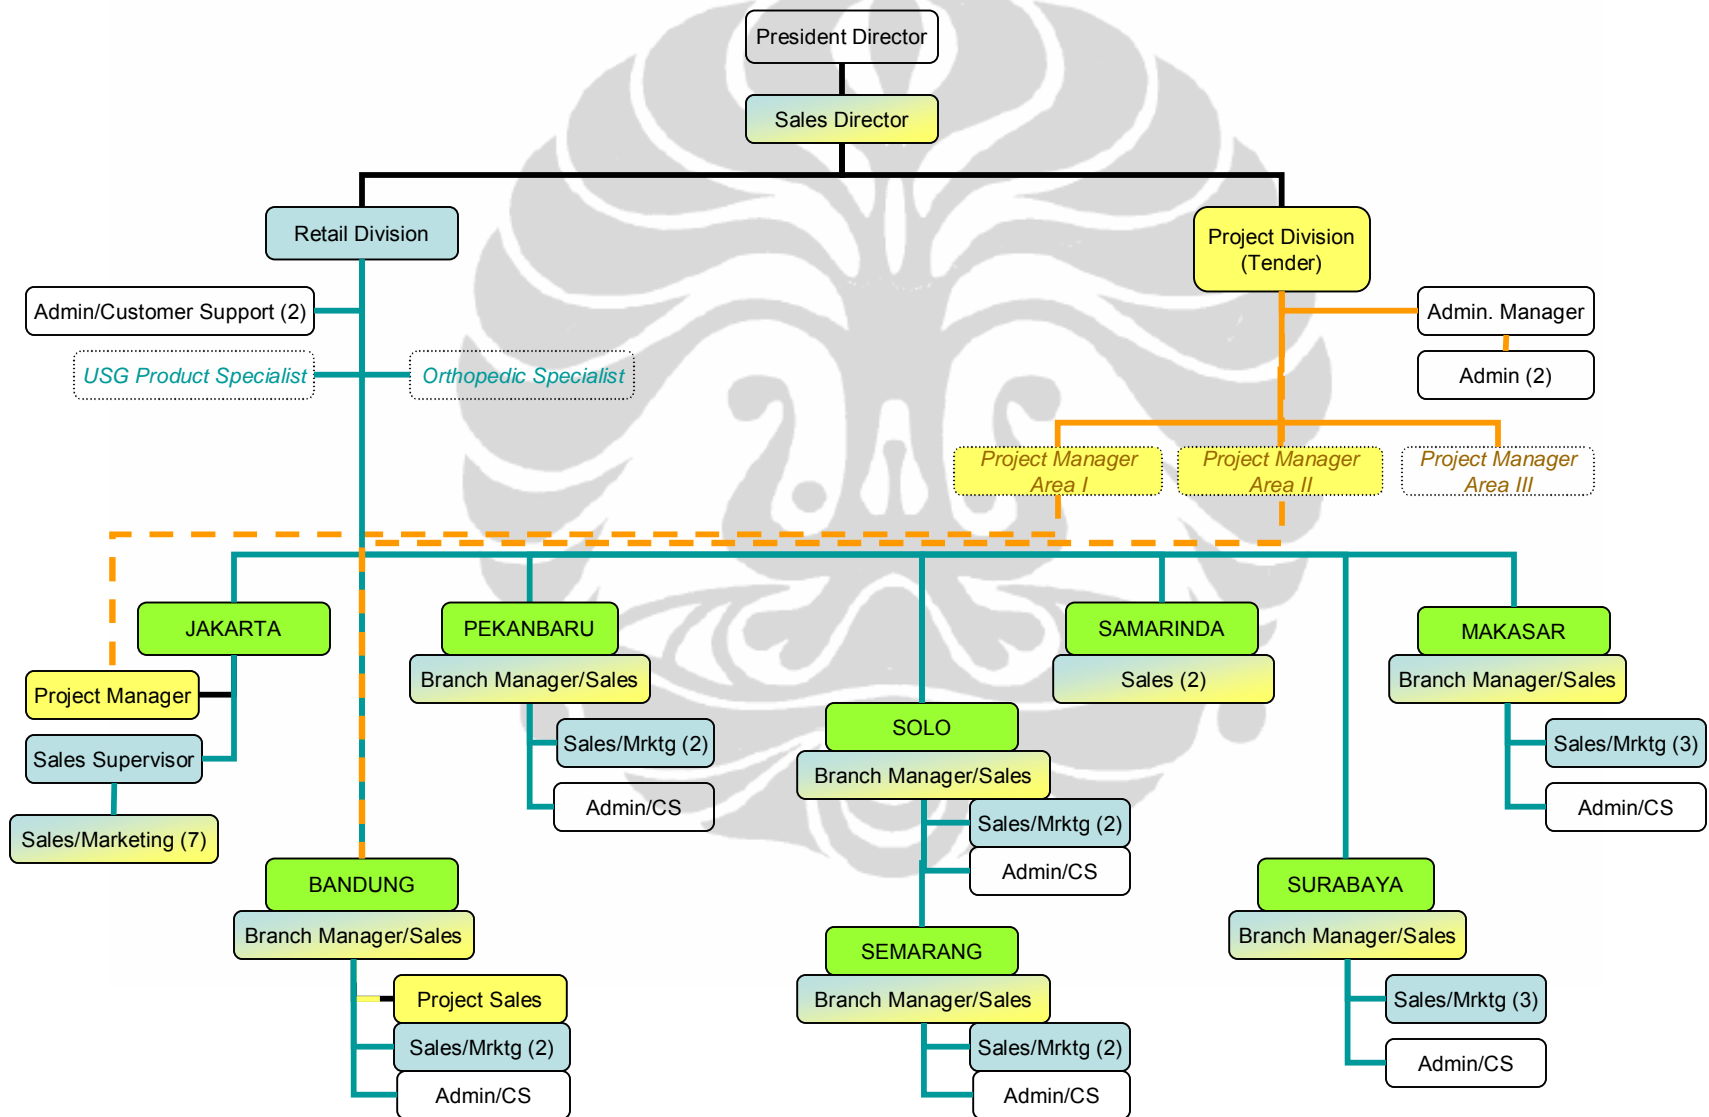 President Director
Sales Director
Retail Division
Project Division
(Tender)
Admin/Customer Support (2)
Admin. Manager
USG Product Specialist
Orthopedic Specialist
Admin (2)
Project Manager
Area I
Project Manager
Area II
Project Manager
Area III
JAKARTA
Project Manager
Sales Supervisor
Sales/Marketing (7)
PEKANBARU
Branch Manager/Sales
Sales/Mrktg (2)
Admin/CS
SAMARINDA
Sales (2)
MAKASAR
Branch Manager/Sales
Sales/Mrktg (3)
Admin/CS
SOLO
Branch Manager/Sales
Sales/Mrktg (2)
Admin/CS
BANDUNG
Branch Manager/Sales
Project Sales
Sales/Mrktg (2)
Admin/CS
SEMARANG
Branch Manager/Sales
Sales/Mrktg (2)
Admin/CS
SURABAYA
Branch Manager/Sales
Sales/Mrktg (3)
Admin/CS